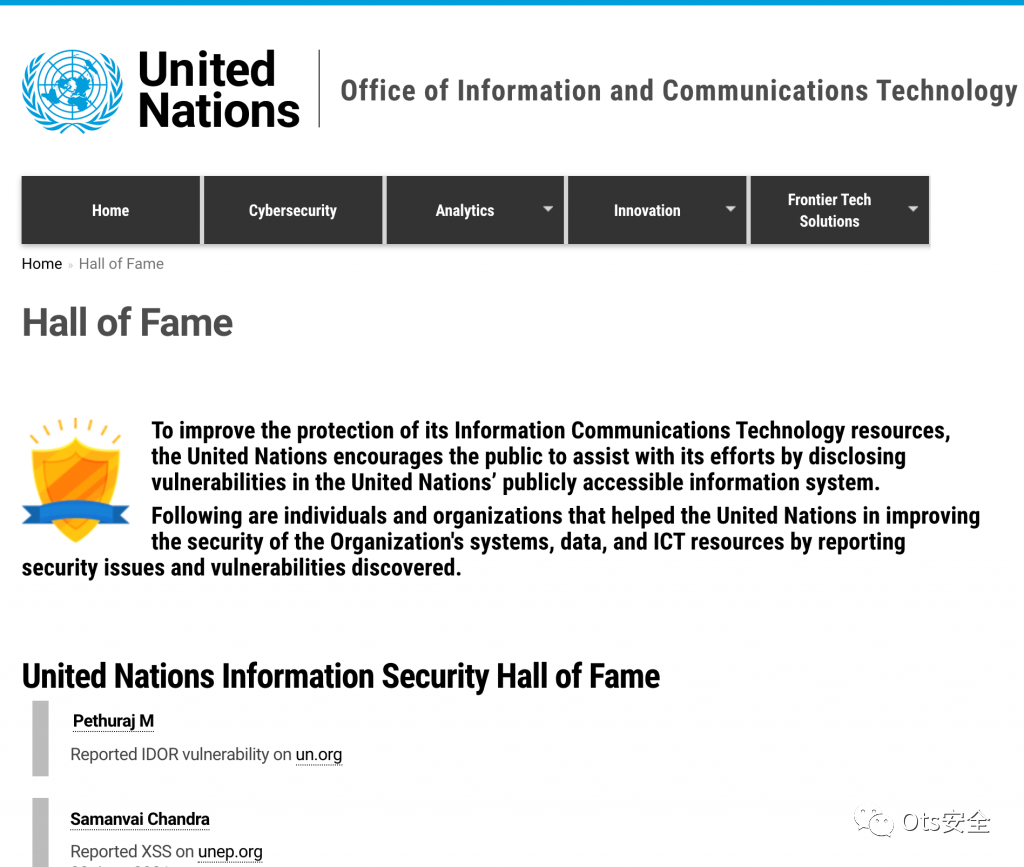 United
Nations
Office of Information and Communications Technology
Home
Cybersecurity
Analytics
Innovation
Frontier Tech
Solutions
Home » Hall of Fame
Hall of Fame
To improve the protection of its Information Communications Technology resources,
the United Nations encourages the public to assist with its efforts by disclosing
vulnerabilities in the United Nations’ publicly accessible information system.
Following are individuals and organizations that helped the United Nations in improving
the security of the Organization's systems, data, and ICT resources by reporting
security issues and vulnerabilities discovered.
United Nations Information Security Hall of Fame
Pethuraj M
Reported IDOR vulnerability on un.org
Samanvai Chandra
Reported XSS on unep.org
Ots安全